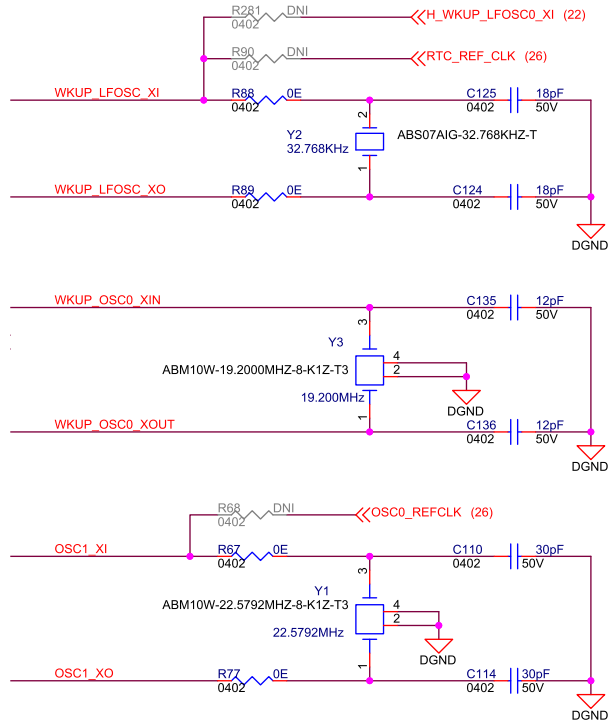 R281 DNI H_WKUP_LFOSC0_XI (22)
0402
R90 DNI RTC_REF_CLK (26)
0402
WKUP_LFOSC_XI R88 0E C125 18pF
0402 0402 50V
2
Y2 ABS07AIG-32.768KHZ-T
32.768KHz
1
WKUP_LFOSC_XO R89 0E C124 18pF
0402 0402 50V
DGND
WKUP_OSC0_XIN C135 12pF
0402 50V
3
Y3
4
ABM10W-19.2000MHZ-8-K1Z-T3 2
19.200MHz
DGND
1
WKUP_OSC0_XOUT C136 12pF
0402 50V
DGND
R68 DNI OSC0_REFCLK (26)
0402
OSC1_XI R67 0E C110 30pF
0402 0402 50V
3
Y1
ABM10W-22.5792MHZ-8-K1Z-T3 4
2
22.5792MHz
DGND
1
OSC1_XO R77 0E C114 30pF
0402 0402 50V
DGND